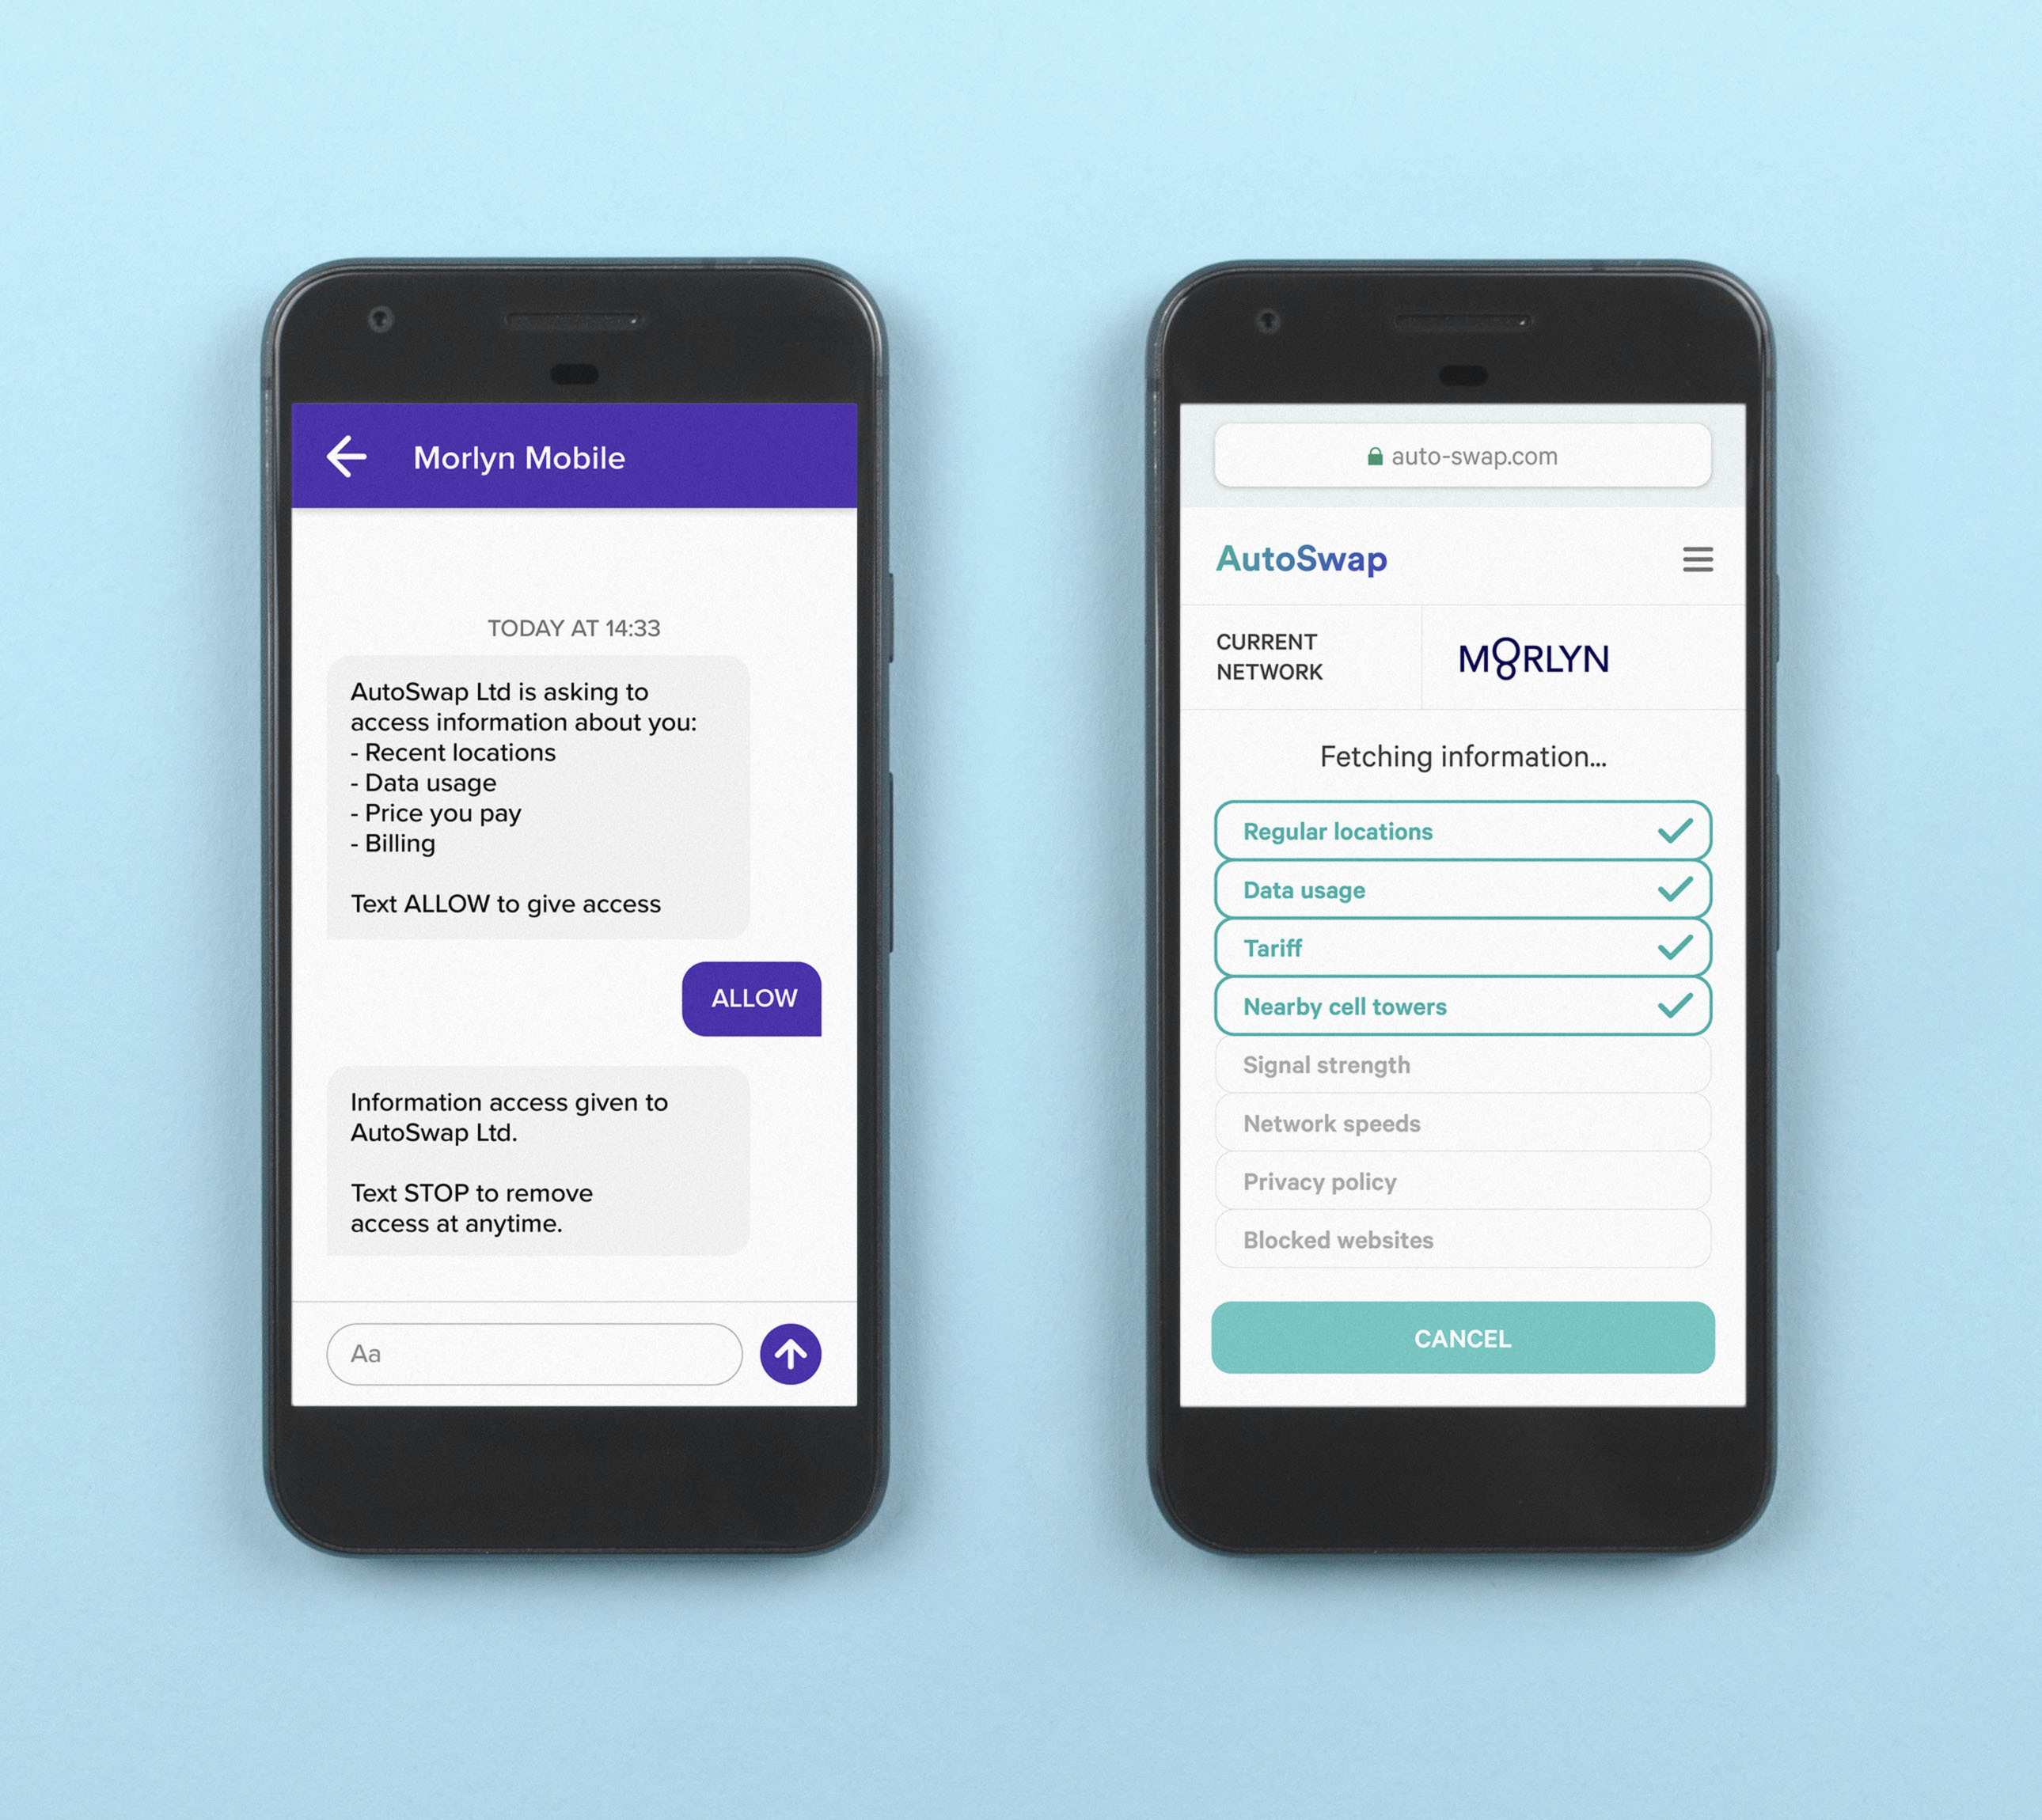 Morlyn Mobile
TODAY AT 14:33
AutoSwap Ltd is asking to
access information about you:
- Recent locations
- Data usage
- Price you pay
- Billing
Text ALLOW to give access
ALLOW
Information access given to
AutoSwap Ltd.
Text STOP to remove
access at anytime.
Aa
auto-swap.com
AutoSwap
CURRENT
NETWORK
MORLYN
Fetching information...
Regular locations
Data usage
Tariff
Nearby cell towers
Signal strength
Network speeds
Privacy policy
Blocked websites
CANCEL